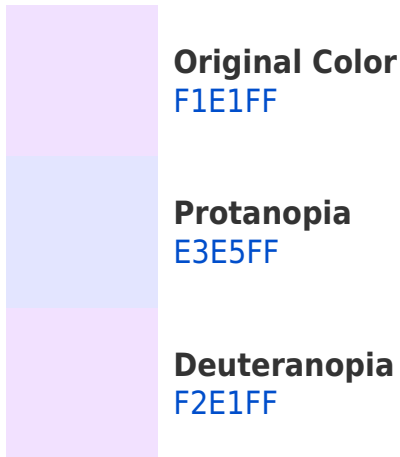 Original Color
F1E1FF
Protanopia
E3E5FF
Deuteranopia
F2E1FF